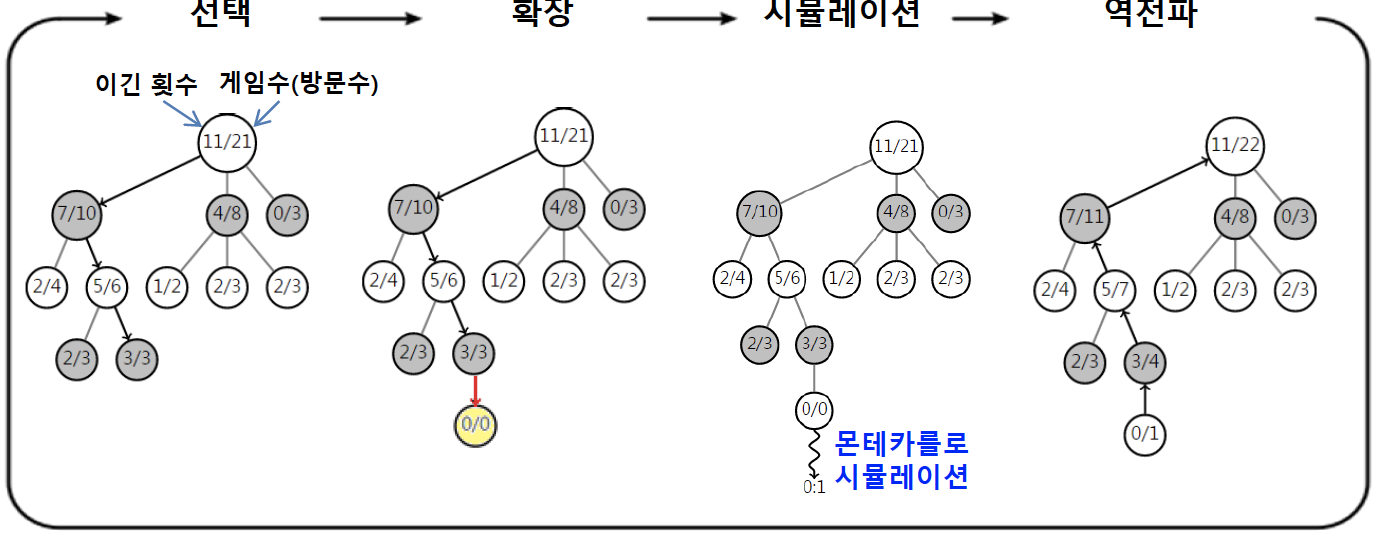 선택 확장 시뮬레이션 역전파
이긴 횟수 게임수(방문수)
11/21
7/10 4/8 0/3
2/4 5/6 1/2 2/3 2/3
2/3 3/3
11/21
7/10 4/8 0/3
2/4 5/6 1/2 2/3 2/3
2/3 3/3
0/0
11/21
7/10 4/8 0/3
2/4 5/6 1/2 2/3 2/3
2/3 3/3
0/0
몬테카를로
시뮬레이션
0:1
11/22
7/11 4/8 0/3
2/4 5/7 1/2 2/3 2/3
2/3 3/4
0/1